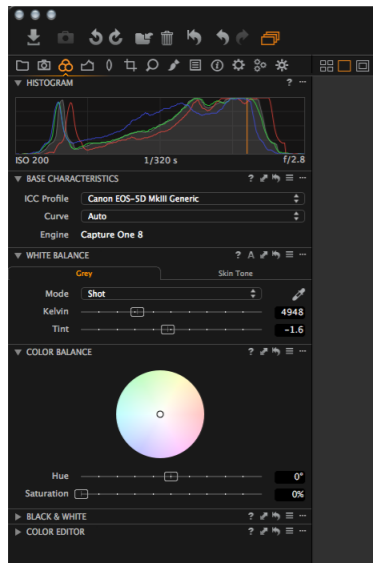 HISTOGRAM ? ...
ISO 200 1/320 s f/2.8
BASE CHARACTERISTICS ?
ICC Profile Canon EOS-5D MkIII Generic
Curve Auto
Engine Capture One 8
WHITE BALANCE ? A
Grey Skin Tone
Mode Shot
Kelvin 4948
Tint -1.6
COLOR BALANCE ?
Hue 0°
Saturation 0%
BLACK & WHITE ?
COLOR EDITOR ?